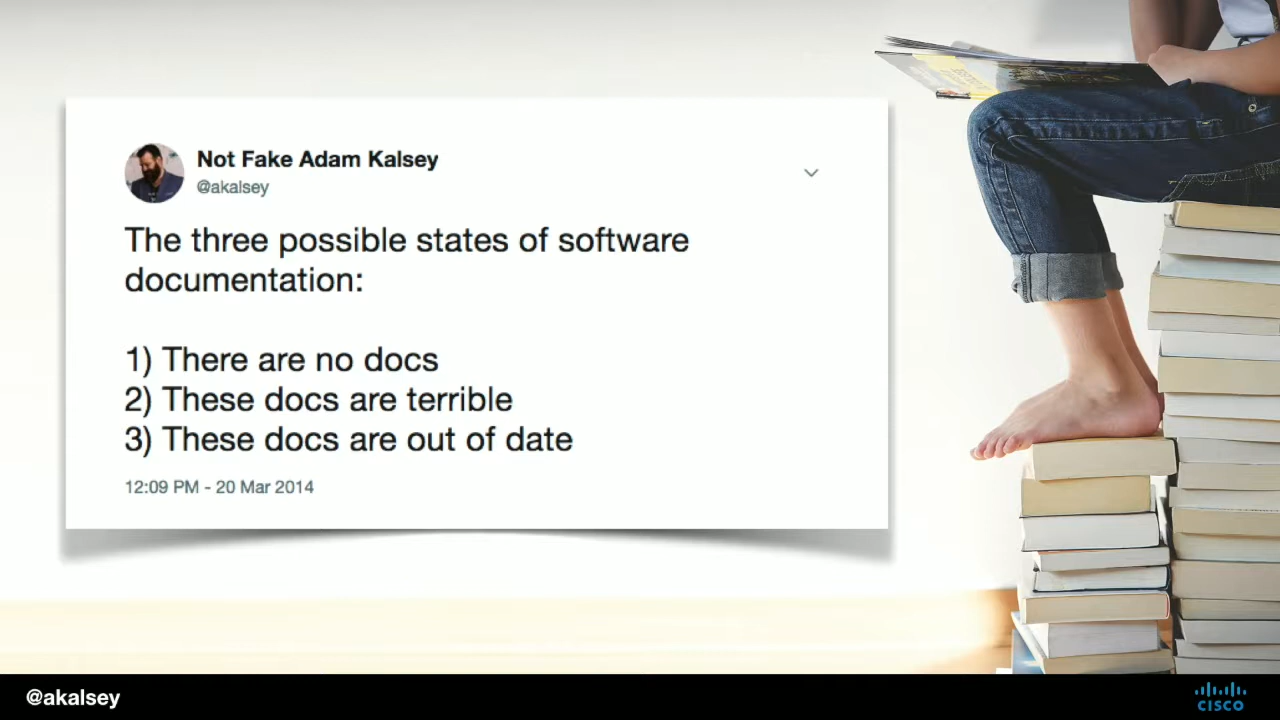 Not Fake Adam Kalsey
@akalsey
The three possible states of software
documentation:
1) There are no docs
2) These docs are terrible
3) These docs are out of date
12:09 PM - 20 Mar 2014
@akalsey
CISCO